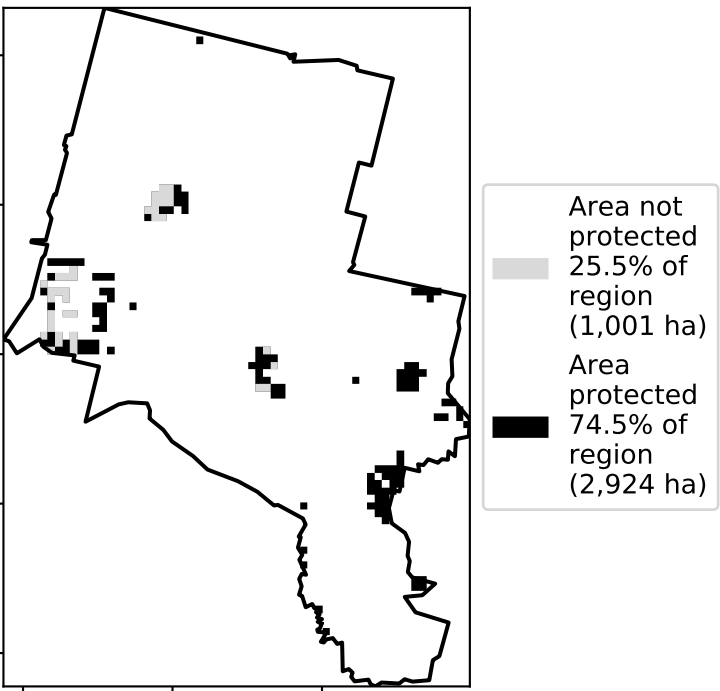 Area not
protected
25.5% of
region
(1,001 ha)
Area
protected
74.5% of
region
(2,924 ha)